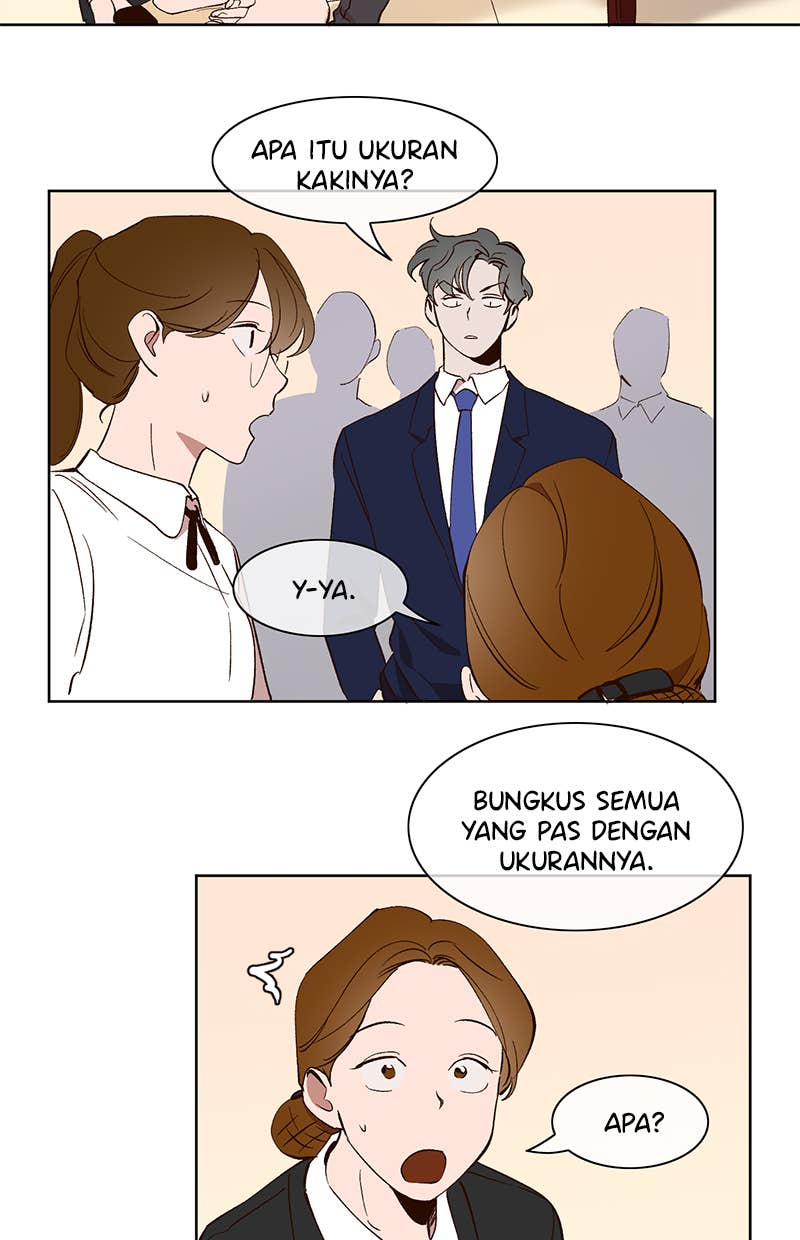 APA ITU UKURAN
KAKINYA?
Y-YA.
BUNGKUS SEMUA
YANG PAS DENGAN
UKURANNYA.
APA?